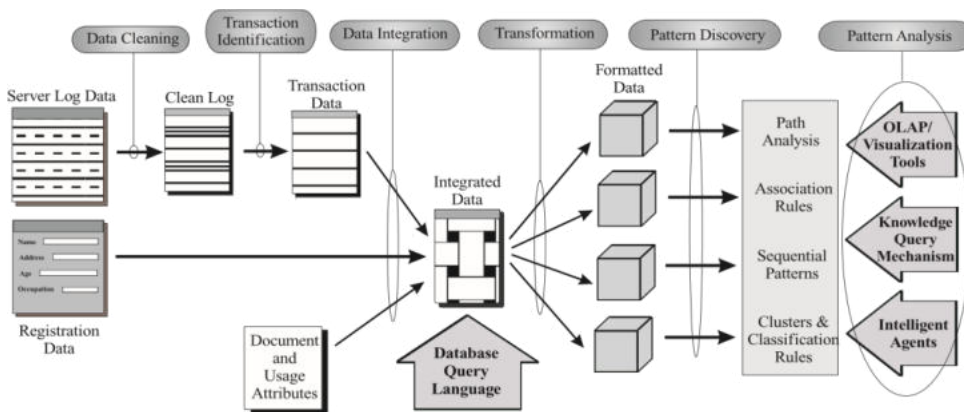 Data Cleaning
Transaction
Identification
Data Integration
Transformation
Pattern Discovery
Pattern Analysis
Server Log Data
Clean Log
Transaction
Data
Formatted
Data
Path
Analysis
OLAP/
Visualization
Tools
Integrated
Data
Association
Rules
Knowledge
Query
Mechanism
Name
Address
Age
Occupation
Sequential
Patterns
Registration
Data
Document
and
Usage
Attributes
Database
Query
Language
Clusters &
Classification
Rules
Intelligent
Agents